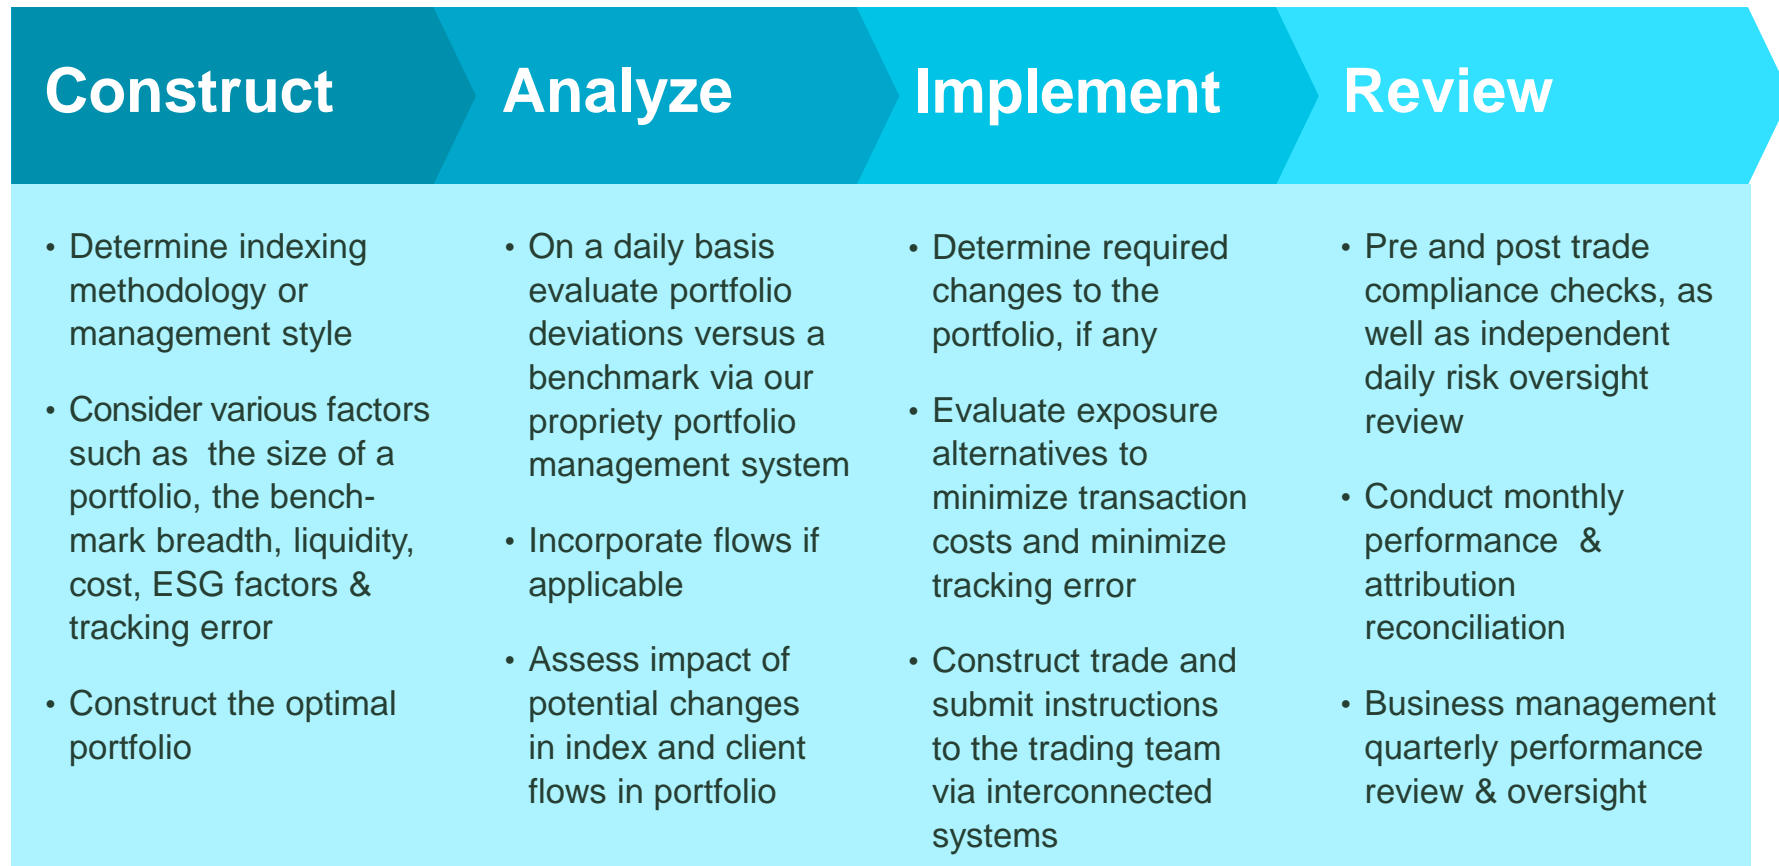 Construct
• Determine indexing
methodology or
management style
• Consider various factors
such as  the size of a
portfolio, the bench-
mark breadth, liquidity,
cost, ESG factors &
tracking error
• Construct the optimal
portfolio
Analyze
• On a daily basis
evaluate portfolio
deviations versus a
benchmark via our
propriety portfolio
management system
• Incorporate flows if
applicable
• Assess impact of
potential changes
in index and client
flows in portfolio
Implement
• Determine required
changes to the
portfolio, if any
• Evaluate exposure
alternatives to
minimize transaction
costs and minimize
tracking error
• Construct trade and
submit instructions
to the trading team
via interconnected
systems
Review
• Pre and post trade
compliance checks, as
well as independent
daily risk oversight
review
• Conduct monthly
performance  &
attribution
reconciliation
• Business management
quarterly performance
review & oversight